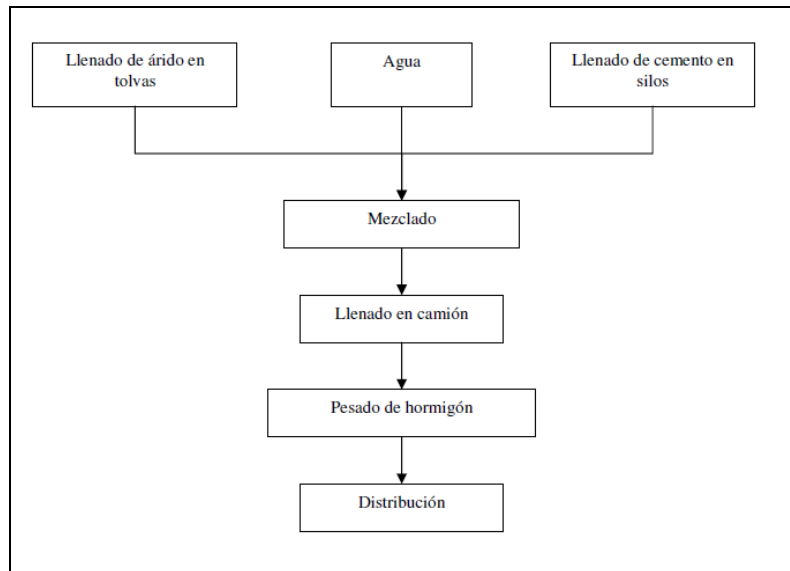 Llenado de árido en
tolvas
Agua
Llenado de cemento en
silos
Mezclado
Llenado en camión
Pesado de hormigón
Distribución